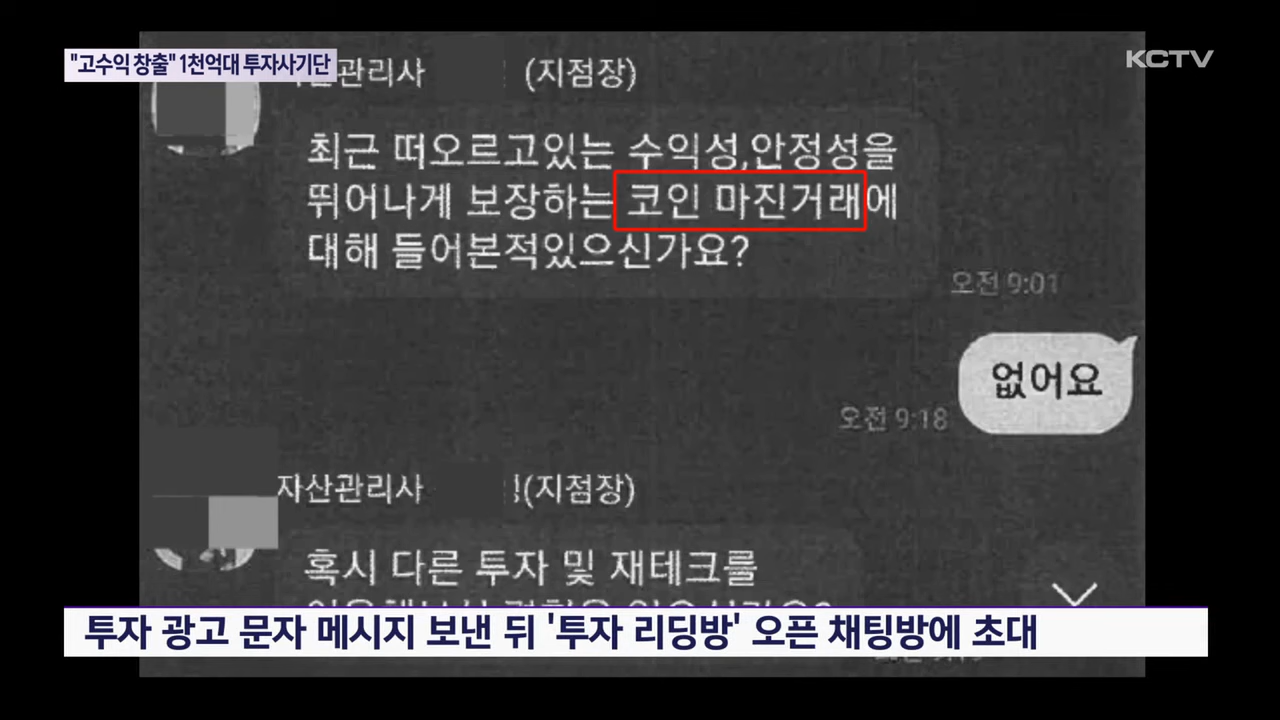 "고수익 창출" 1천억대 투자사기단
KCTV
산관리사 (지점장)
최근 떠오르고있는 수익성,안정성을
뛰어나게 보장하는 코인 마진거래에
대해 들어본적있으신가요?
오전 9:01
없어요
오전 9:18
자산관리사 (지점장)
혹시 다른 투자 및 재테크를
투자 광고 문자 메시지 보낸 뒤 '투자 리딩방' 오픈 채팅방에 초대